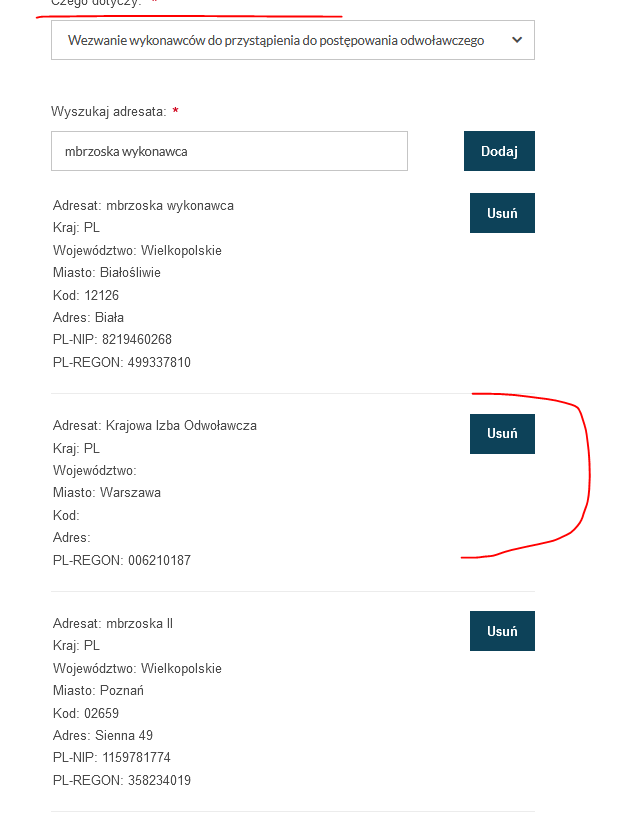 Czego dotyczy: *
Wezwanie wykonawców do przystąpienia do postępowania odwoławczego
Wyszukaj adresata: *
mbrzoska wykonawca
Dodaj
Adresat: mbrzoska wykonawca
Usuń
Kraj: PL
Województwo: Wielkopolskie
Miasto: Białośliwie
Kod: 12126
Adres: Biała
PL-NIP: 8219460268
PL-REGON: 499337810
Adresat: Krajowa Izba Odwoławcza
Usuń
Kraj: PL
Województwo:
Miasto: Warszawa
Kod:
Adres:
PL-REGON: 006210187
Adresat: mbrzoska II
Usuń
Kraj: PL
Województwo: Wielkopolskie
Miasto: Poznań
Kod: 02659
Adres: Sienna 49
PL-NIP: 1159781774
PL-REGON: 358234019